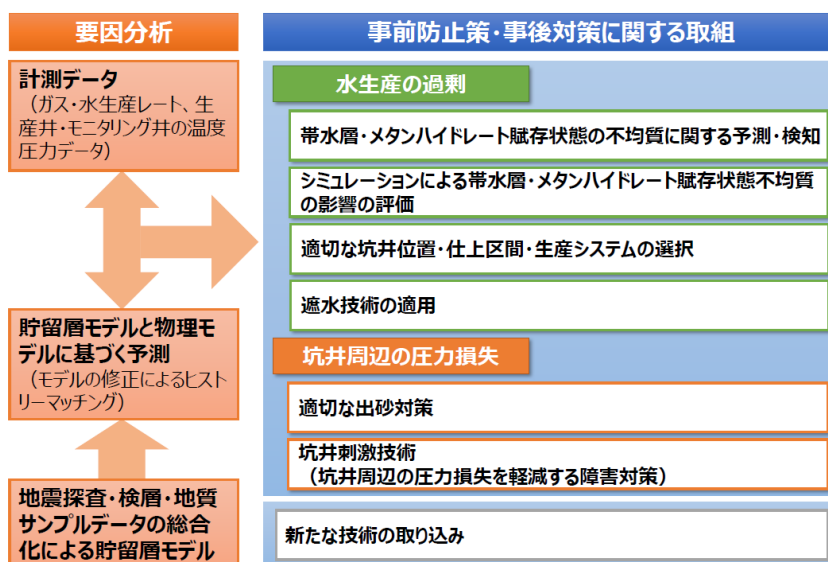 要因分析
計測データ
（ガス・水生産レート、生
産井・モニタリング井の温度
圧力データ）
貯留層モデルと物理モ
デルに基づく予測
（モデルの修正によるヒスト
リーマッチング）
地震探査・検層・地質
サンプルデータの総合
化による貯留層モデル
事前防止策・事後対策に関する取組
水生産の過剰
帯水層・メタンハイドレート賦存状態の不均質に関する予測・検知
シミュレーションによる帯水層・メタンハイドレート賦存状態不均質
の影響の評価
適切な坑井位置・仕上区間・生産システムの選択
遮水技術の適用
坑井周辺の圧力損失
適切な出砂対策
坑井刺激技術
（坑井周辺の圧力損失を軽減する障害対策）
新たな技術の取り込み